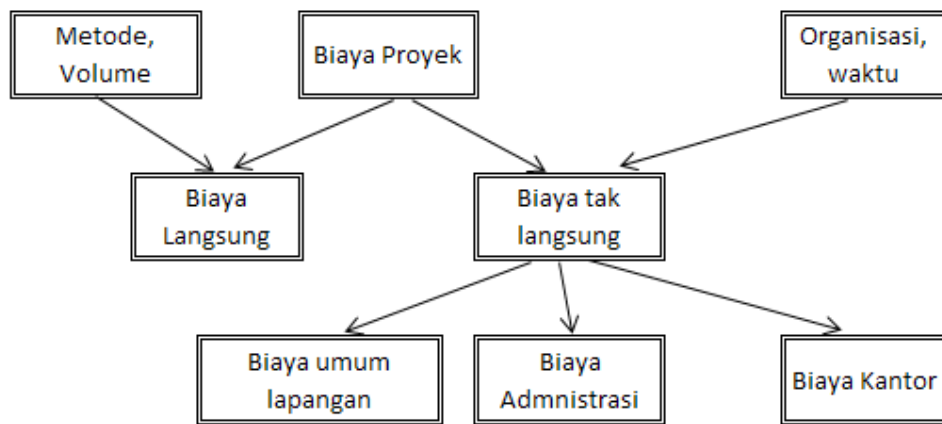 Metode,
Volume
Biaya Proyek
Organisasi,
waktu
Biaya
Langsung
Biaya tak
langsung
Biaya umum
lapangan
Biaya
Admnistrasi
Biaya Kantor